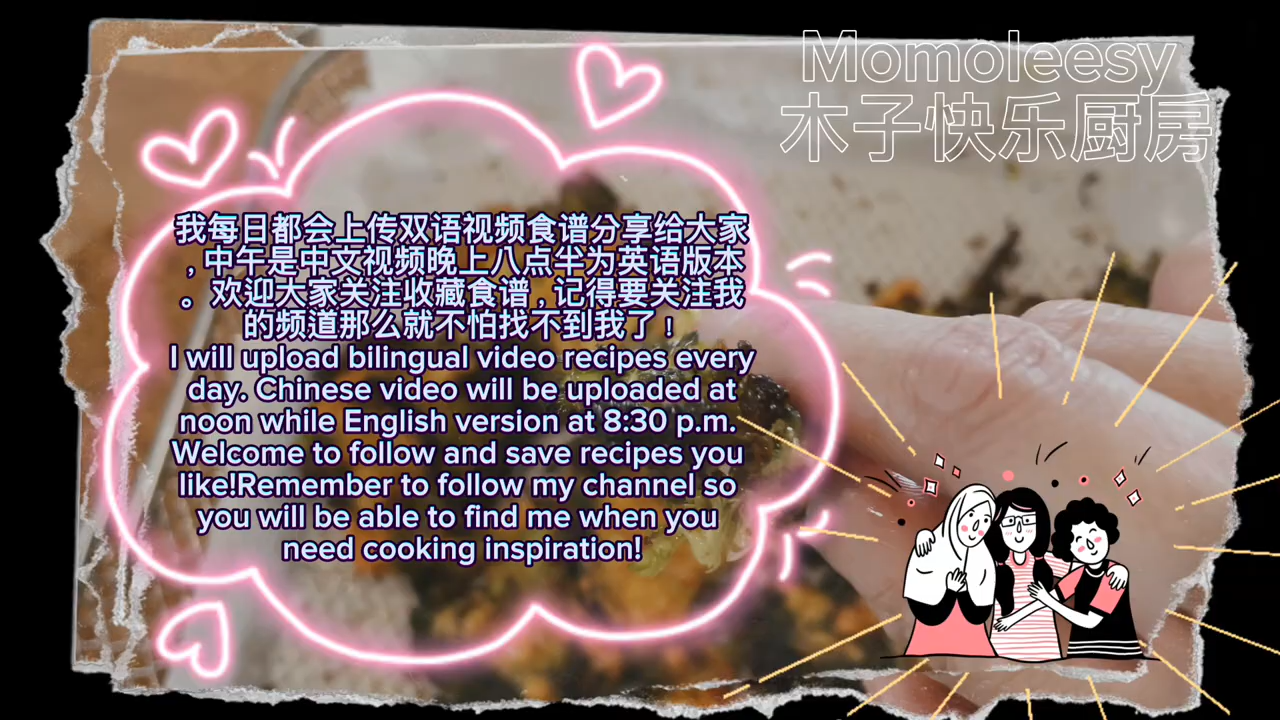 Momoleesy
木子快乐厨房
我每日都会上传双语视频食谱分享给大家
，中午是中文视频晚上八点半为英语版本
。欢迎大家关注收藏食谱，记得要关注我
的频道那么就不怕找不到我了！
I will upload bilingual video recipes every
day. Chinese video will be uploaded at
noon while English version at 8:30 p.m.
Welcome to follow and save recipes you
like!Remember to follow my channel so
you will be able to find me when you
need cooking inspiration!